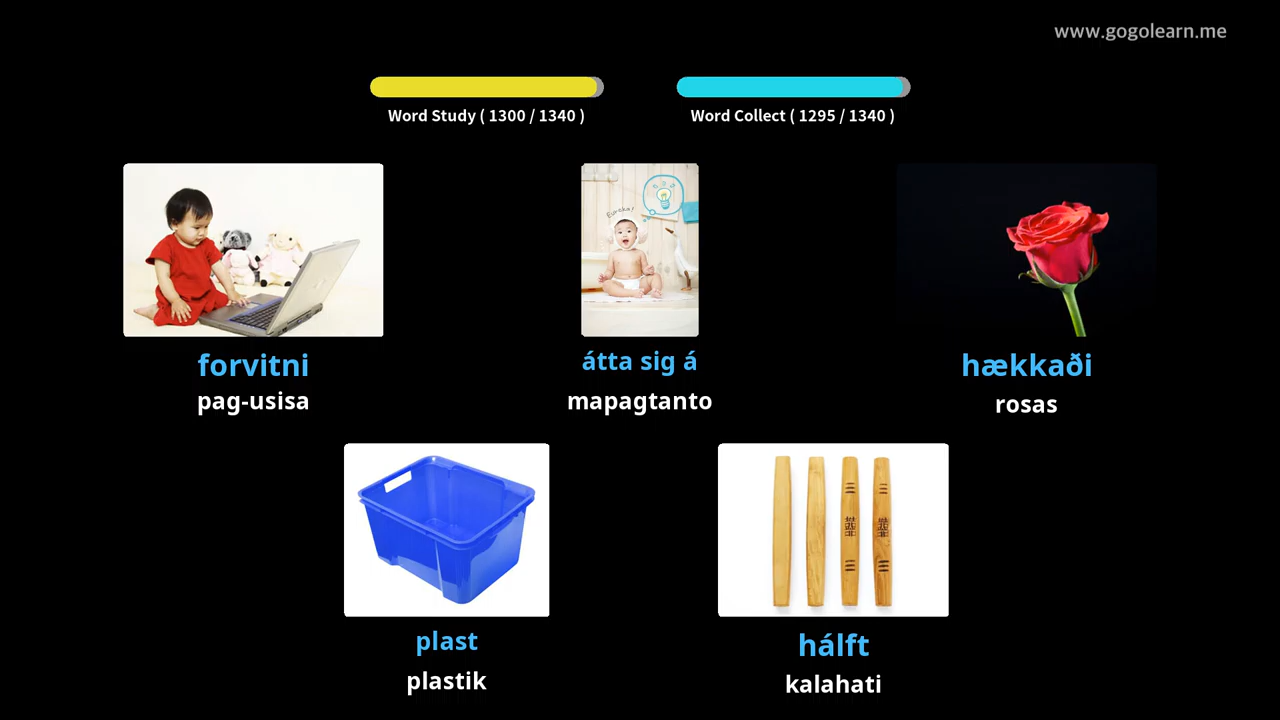 www.gogolearn.me
Word Study ( 1300 / 1340 )
Word Collect ( 1295 / 1340 )
Eureka!
forvitni
pag-usisa
átta sig á
mapagtanto
hækkaði
rosas
plast
plastik
hálft
kalahati